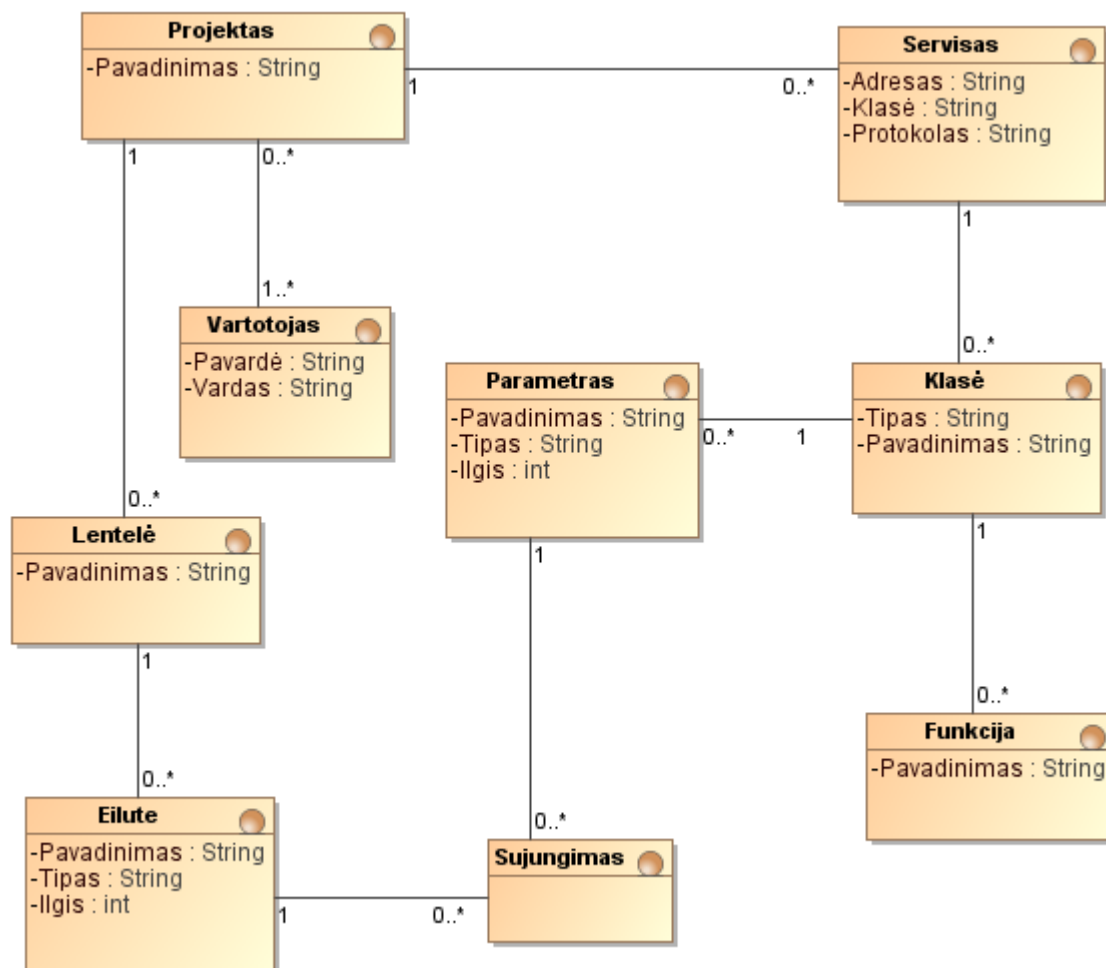 Projektas
-Pavadinimas : String
Servisas
-Adresas : String
-Klasė : String
-Protokolas : String
1
0..*
1
0..*
1
1..*
0..*
Vartotojas
-Pavardė : String
-Vardas : String
Parametras
-Pavadinimas : String
-Tipas : String
-Ilgis : int
Klasė
-Tipas : String
-Pavadinimas : String
0..*
1
0..*
Lentelė
-Pavadinimas : String
1
1
1
0..*
Funkcija
-Pavadinimas : String
0..*
Eilute
-Pavadinimas : String
-Tipas : String
-Ilgis : int
0..*
Sujungimas
1
0..*